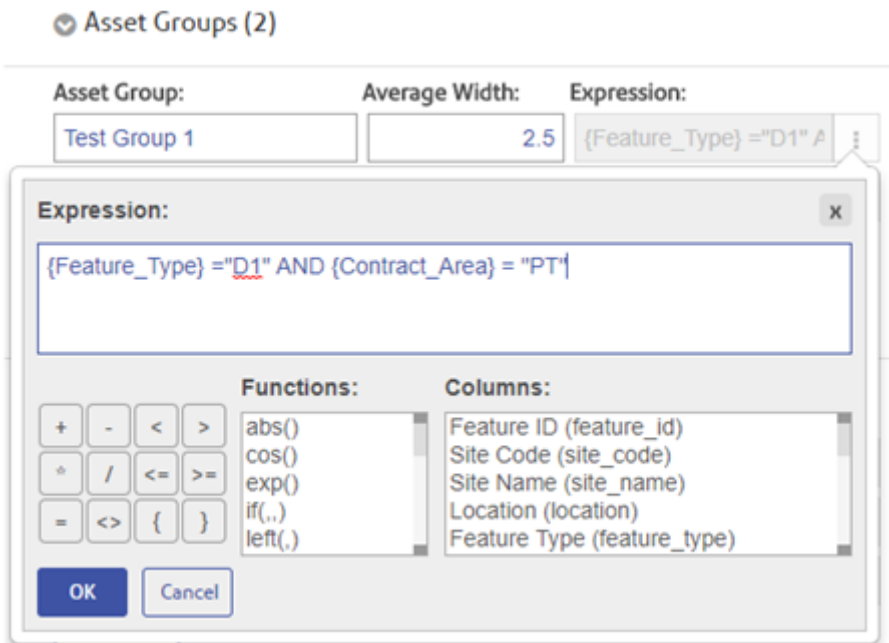 Asset Groups (2)
Asset Group: Average Width: Expression:
Test Group 1 2.5 {Feature_Type} ="D1" A
Expression: x
{Feature_Type} ="D1" AND {Contract_Area} = "PT"
Functions: Columns:
+ - < > abs() Feature ID (feature_id)
cos() Site Code (site_code)
* / <= >= exp() Site Name (site_name)
if(,,) Location (location)
= <> { } left(,) Feature Type (feature_type)
OK Cancel